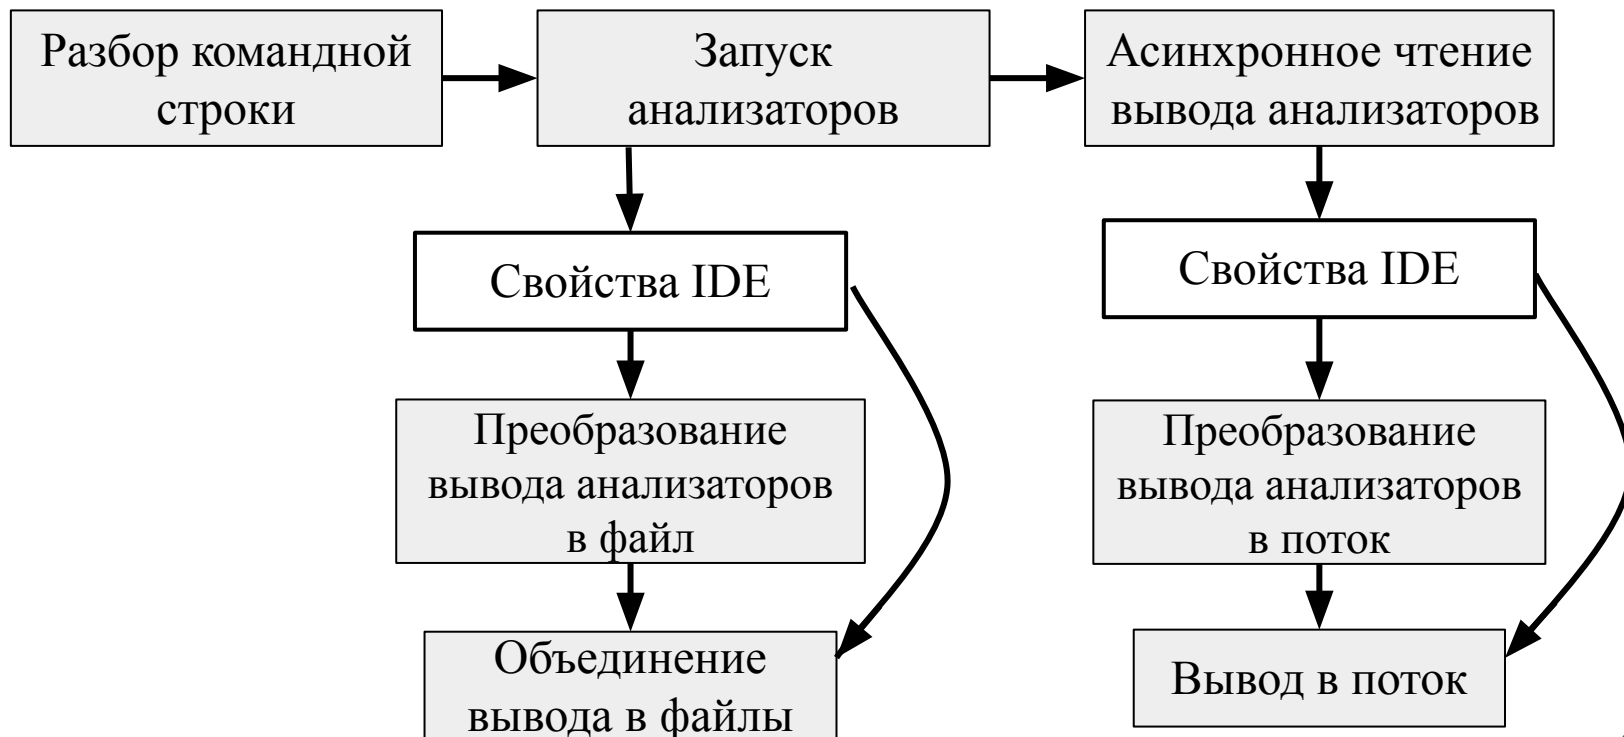 Разбор командной
строки
Запуск
анализаторов
Асинхронное чтение
вывода анализаторов
Свойства IDE
Свойства IDE
Преобразование
вывода анализаторов
в файл
Преобразование
вывода анализаторов
в поток
Объединение
вывода в файлы
Вывод в поток